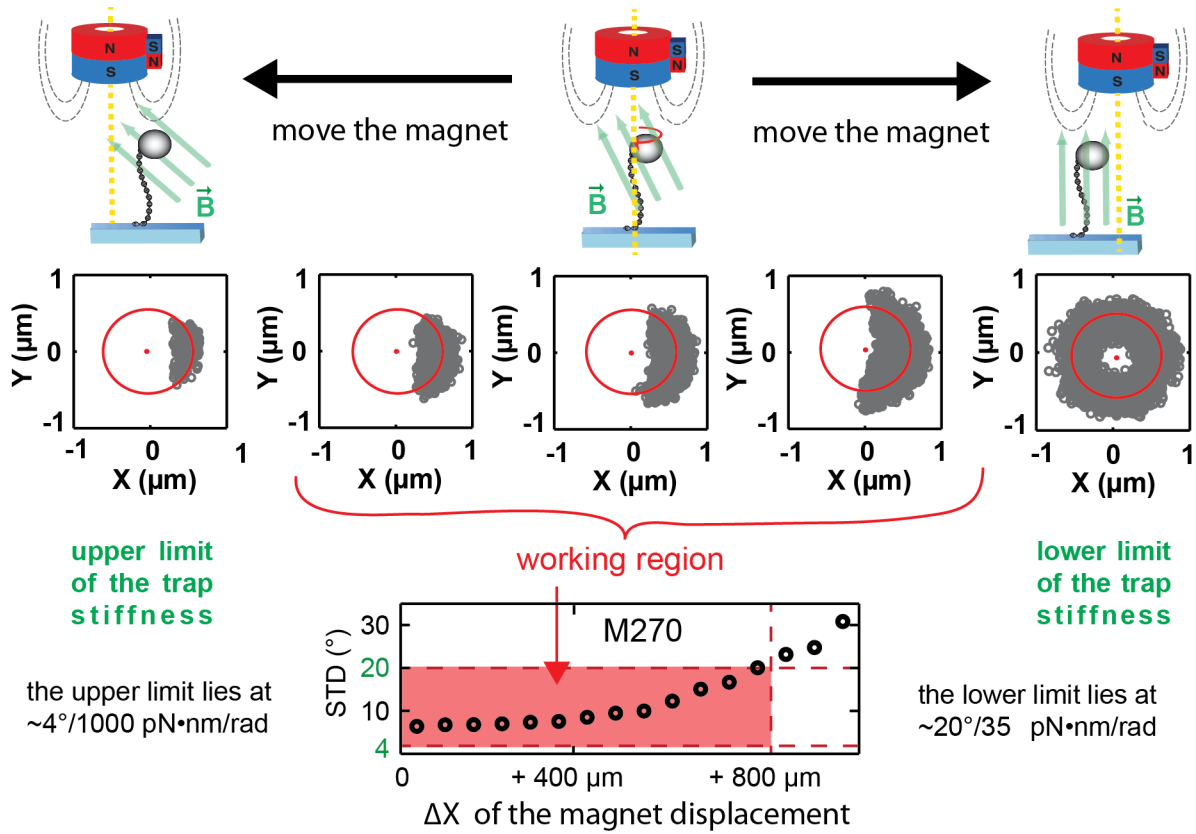 N
S
S
N
N
S
S
N
N
S
S
N
move the magnet
move the magnet
B
B
B
1
0
-1
Y (µm)
-1
0
1
X (µm)
1
0
-1
Y (µm)
-1
0
1
X (µm)
1
0
-1
Y (µm)
-1
0
1
X (µm)
1
0
-1
Y (µm)
-1
0
1
X (µm)
1
0
-1
Y (µm)
-1
0
1
X (µm)
upper limit
of the trap
stiffness
working region
lower limit
of the trap
stiffness
the upper limit lies at
~4°/1000 pN•nm/rad
M270
STD (°)
30
20
10
4
0
+ 400 µm
+ 800 µm
ΔX of the magnet displacement
the lower limit lies at
~20°/35 pN•nm/rad